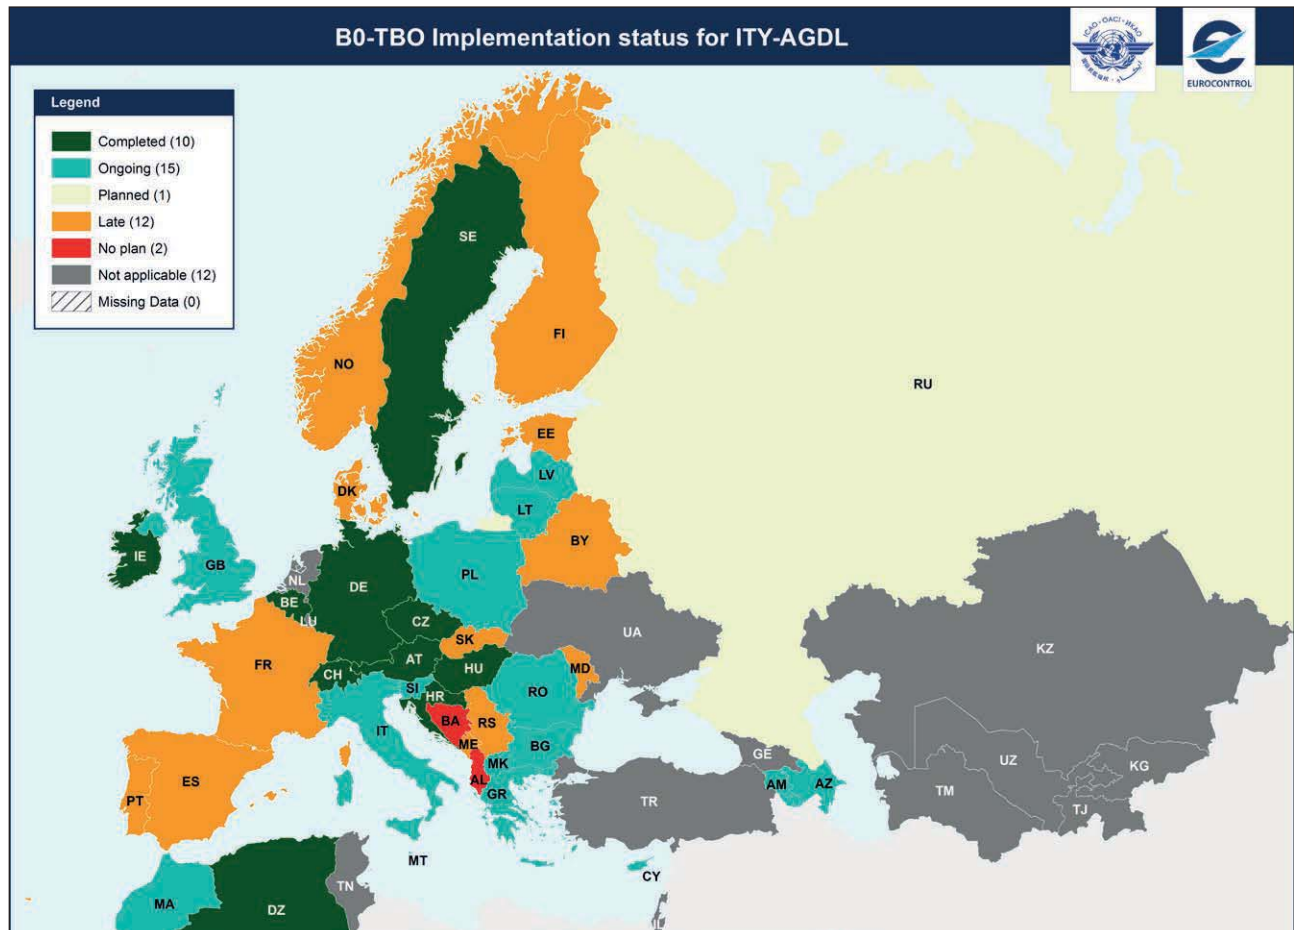 B0-TBO Implementation status for ITY-AGDL
ICAO · OACI · ИКАО
EUROCONTROL
Legend
Completed (10)
Ongoing (15)
Planned (1)
Late (12)
No plan (2)
Not applicable (12)
Missing Data (0)
SE
NO
FI
RU
EE
LV
DK
LT
BY
IE
GB
NL
PL
DE
BE
LU
CZ
UA
SK
AT
FR
CH
HU
MD
KZ
SI
RO
HR
BA
RS
IT
ME
BG
MK
GE
UZ
KG
AL
ES
PT
GR
AM
AZ
TM
TR
TJ
MT
CY
TN
MA
DZ
IL